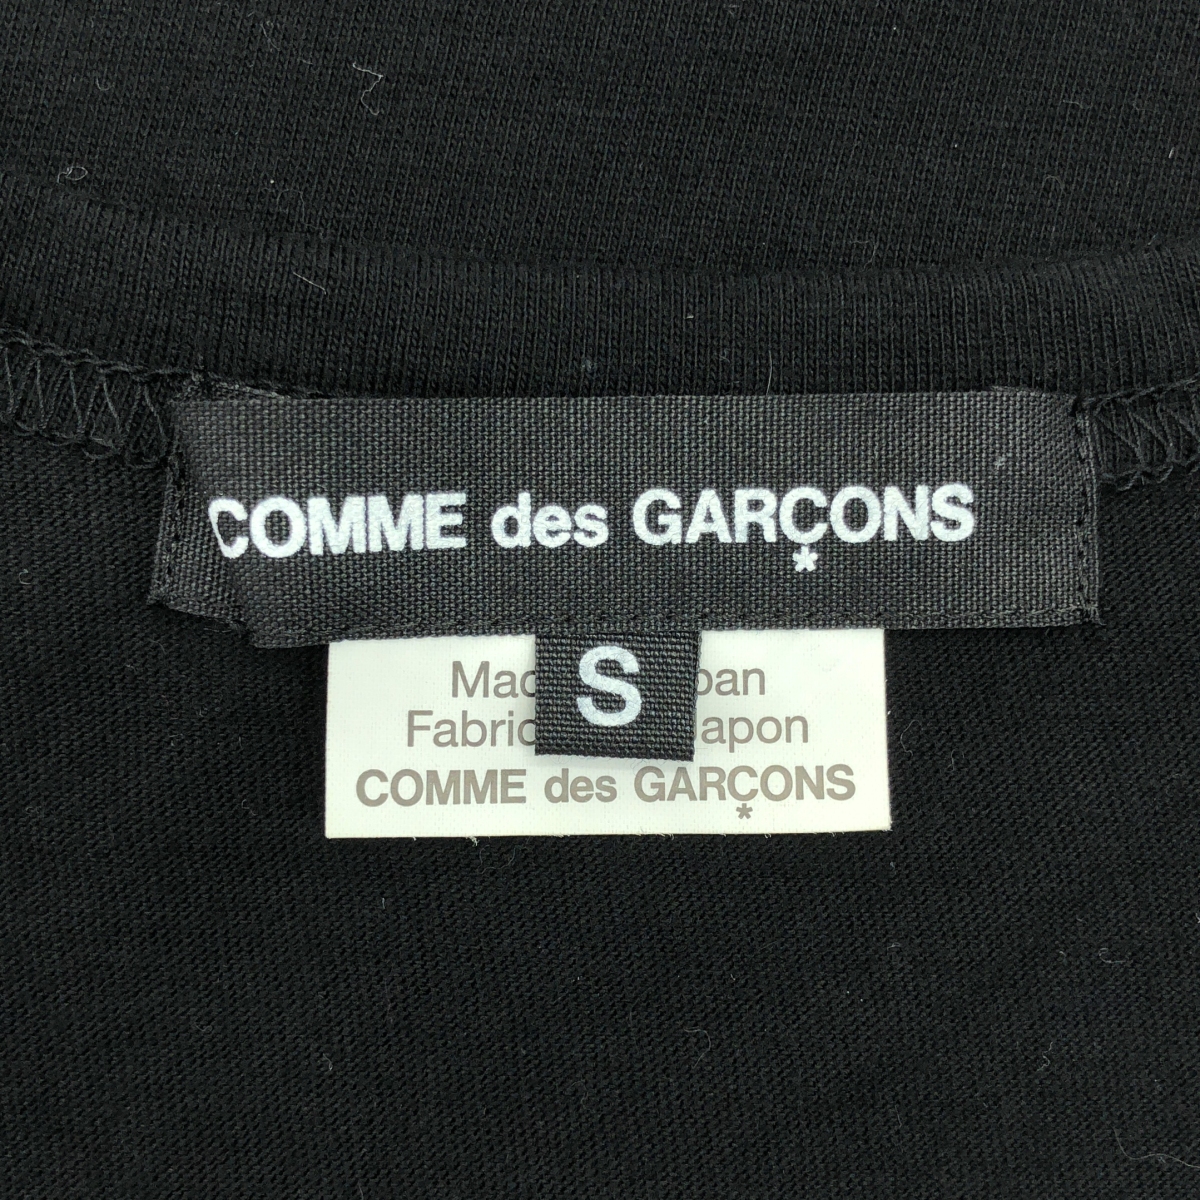 COMME des GARÇONS
S
Mac pan
Fabric apon
COMME des GARÇONS